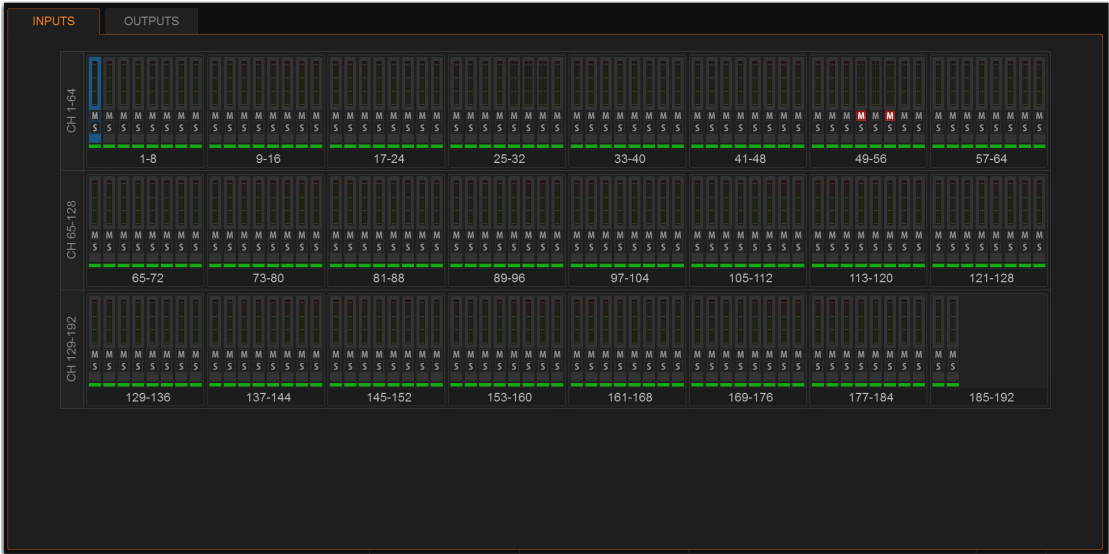 INPUTS OUTPUTS
CH 1-64
M M M M M M M M M M M M M M M M M M M M M M M M M M M M M M M M M M M M M M M M M M M M M M M M M M M M M M M M M M M M M M M M
S S S S S S S S S S S S S S S S S S S S S S S S S S S S S S S S S S S S S S S S S S S S S S S S S S S S S S S S S S S S S S S S
1-8 9-16 17-24 25-32 33-40 41-48 49-56 57-64
CH 65-128
M M M M M M M M M M M M M M M M M M M M M M M M M M M M M M M M M M M M M M M M M M M M M M M M M M M M M M M M M M M M M M M M
S S S S S S S S S S S S S S S S S S S S S S S S S S S S S S S S S S S S S S S S S S S S S S S S S S S S S S S S S S S S S S S S
65-72 73-80 81-88 89-96 97-104 105-112 113-120 121-128
CH 129-192
M M M M M M M M M M M M M M M M M M M M M M M M M M M M M M M M M M M M M M M M M M M M M M M M M M M M M M M M M M
S S S S S S S S S S S S S S S S S S S S S S S S S S S S S S S S S S S S S S S S S S S S S S S S S S S S S S S S S S
129-136 137-144 145-152 153-160 161-168 169-176 177-184 185-192